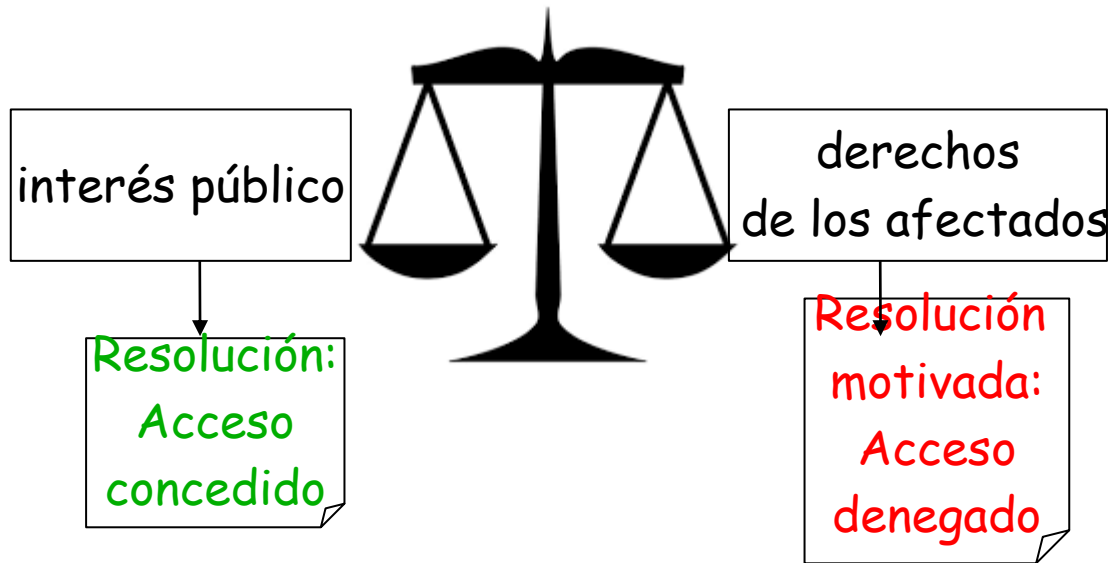 interés público
derechos
de los afectados
Resolución:
Acceso
concedido
Resolución
motivada:
Acceso
denegado